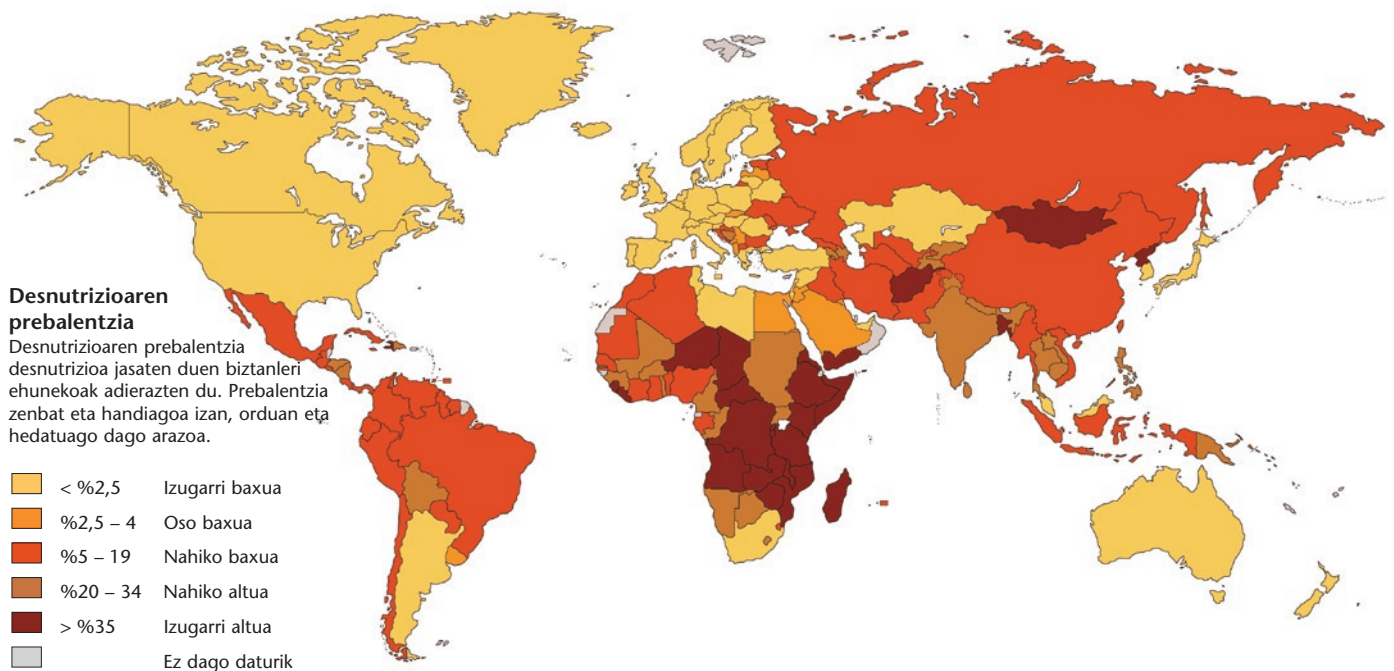 Desnutrizioaren
prebalentzia
Desnutrizioaren prebalentzia
desnutrizioa jasaten duen biztanleri
ehunekoak adierazten du. Prebalentzia
zenbat eta handiagoa izan, orduan eta
hedatuago dago arazoa.
< %2,5 Izugarri baxua
%2,5 – 4 Oso baxua
%5 – 19 Nahiko baxua
%20 – 34 Nahiko altua
> %35 Izugarri altua
Ez dago daturik